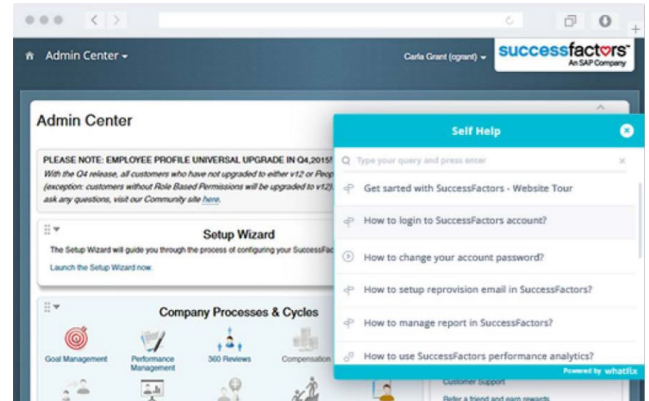 Admin Center
Carla Grant (cgrant)
successfactors
An SAP Company
Admin Center
PLEASE NOTE: EMPLOYEE PROFILE UNIVERSAL UPGRADE IN Q4,2015!
With the Q4 release, all customers who have not upgraded to either v12 or Peop
(exception: customers without Role Based Permissions will be upgraded to v12)
ask any questions, visit our Community site here.
Setup Wizard
The Setup Wizard will guide you through the process of configuring your SuccessFac
Launch the Setup Wizard now.
Company Processes & Cycles
Goal Management
Performance
Management
360 Reviews
Compensation
Self Help
Type your query and press enter
Get sarted with SuccessFactors - Website Tour
How to login to SuccessFactors account?
How to change your account password?
How to setup reprovision email in SuccessFactors?
How to manage report in SuccessFactors?
How to use SuccessFactors performance analytics?
Powered by whatfix
Customer Support
Refer a friend and earn rewards